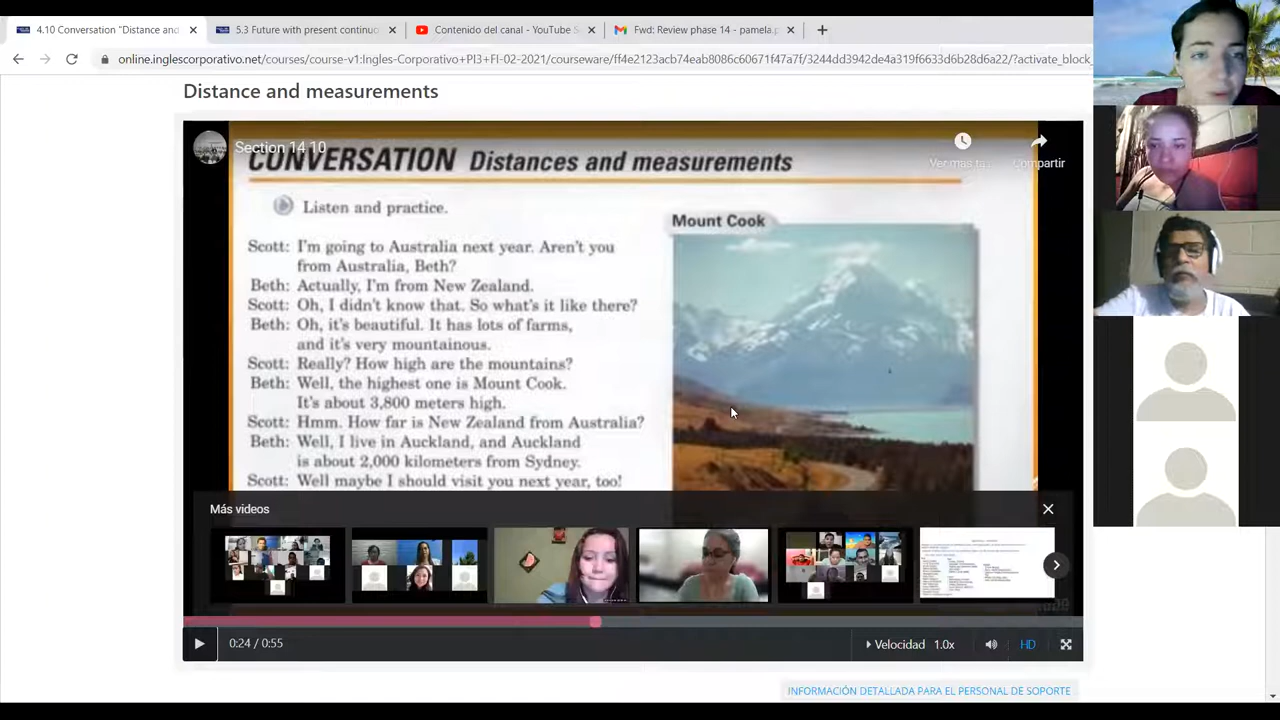 4.10 Conversation "Distance and
5.3 Future with present continuo
Contenido del canal - YouTube S
Fwd: Review phase 14 - pamela.p
online.inglescorporativo.net/courses/course-v1:Ingles-Corporativo+PI3+FI-02-2021/courseware/ff4e2123acb74eab8086c60671f47a7f/3244dd3942de4a319f6633d6b28d6a22/?activate_block_
Distance and measurements
Section 14 10
CONVERSATION Distances and measurements
Ver más ta
Compartir
Listen and practice.
Mount Cook
Scott: I'm going to Australia next year. Aren't you
from Australia, Beth?
Beth: Actually, I'm from New Zealand.
Scott: Oh, I didn't know that. So what's it like there?
Beth: Oh, it's beautiful. It has lots of farms,
and it's very mountainous.
Scott: Really? How high are the mountains?
Beth: Well, the highest one is Mount Cook.
It's about 3,800 meters high.
Scott: Hmm. How far is New Zealand from Australia?
Beth: Well, I live in Auckland, and Auckland
is about 2,000 kilometers from Sydney.
Scott: Well maybe I should visit you next year, too!
Más videos
0:24 / 0:55
Velocidad 1.0x
HD
INFORMACIÓN DETALLADA PARA EL PERSONAL DE SOPORTE